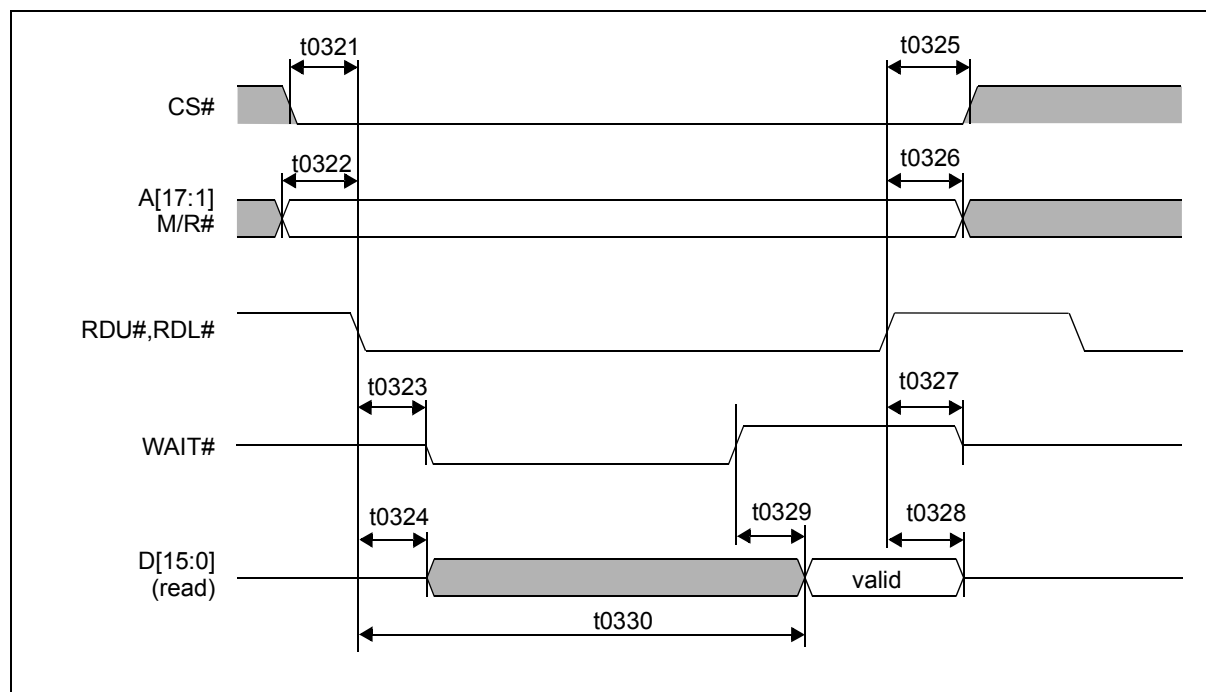 t0321
t0325
CS#
t0322
t0326
A[17:1]
M/R#
RDU#,RDL#
t0323
t0327
WAIT#
t0324
t0329
t0328
D[15:0]
(read)
valid
t0330